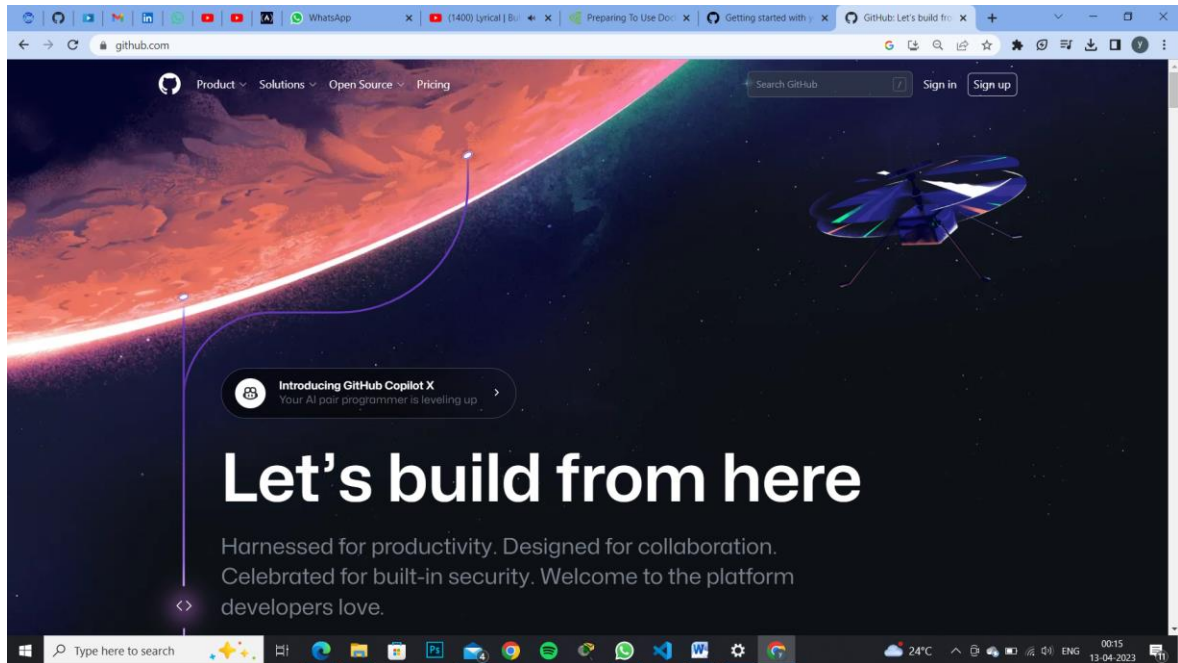 WhatsApp
(1400) Lyrical | Bul
Preparing To Use Doc
Getting started with y
GitHub: Let's build fro
github.com
Product
Solutions
Open Source
Pricing
Search GitHub
/
Sign in
Sign up
Introducing GitHub Copilot X
Your AI pair programmer is leveling up
Let's build from here
Harnessed for productivity. Designed for collaboration.
Celebrated for built-in security. Welcome to the platform
developers love.
Type here to search
24°C
ENG
00:15
13-04-2023